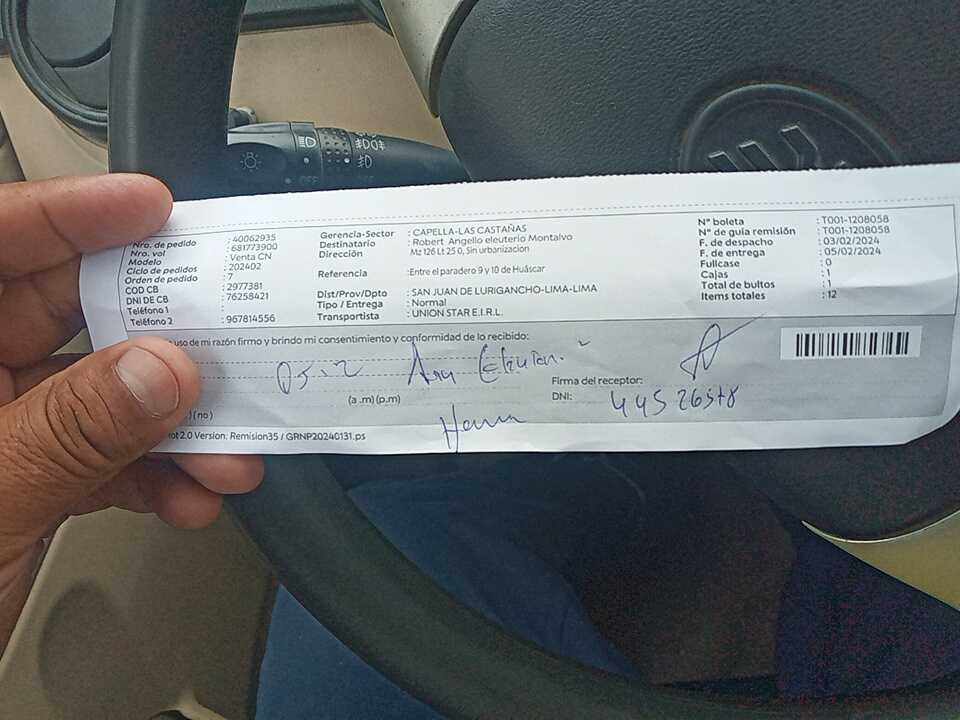 Nro. de pedido : 40062935
Nro. vol : 681773900
Modelo : Venta CN
Ciclo de pedidos : 202402
Orden de pedido : 7
COD CB : 2977381
DNI DE CB : 76258421
Teléfono 1 :
Teléfono 2 : 967814556
Gerencia-Sector : CAPELLA-LAS CASTAÑAS
Destinatario : Robert Angello eleuterio Montalvo
Dirección Mz 126 Lt 25 0, Sin urbanizacion
Referencia :Entre el paradero 9 y 10 de Huáscar
Dist/Prov/Dpto : SAN JUAN DE LURIGANCHO-LIMA-LIMA
Tipo / Entrega : Normal
Transportista : UNION STAR E.I.R.L.
N° boleta : T001-1208058
N° de guía remisión : T001-1208058
F. de despacho : 03/02/2024
F. de entrega : 05/02/2024
Fullcase : 0
Cajas : 1
Total de bultos : 1
Items totales : 12
uso de mi razón firmo y brindo mi consentimiento y conformidad de lo recibido:
(a .m) (p.m)
Firma del receptor:
DNI:
) (no)
2.0 Version: Remision35 / GRNP20240131.ps